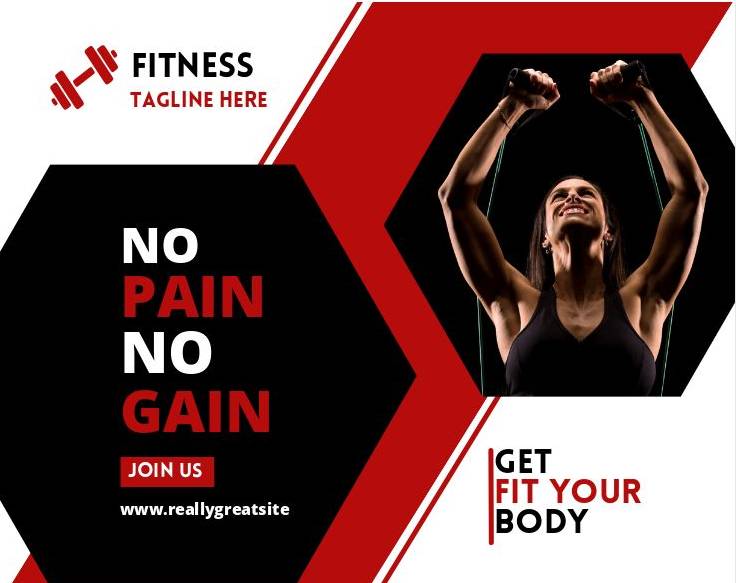 FITNESS
TAGLINE HERE
NO
PAIN
NO
GAIN
JOIN US
www.reallygreatsite
GET
FIT YOUR
BODY